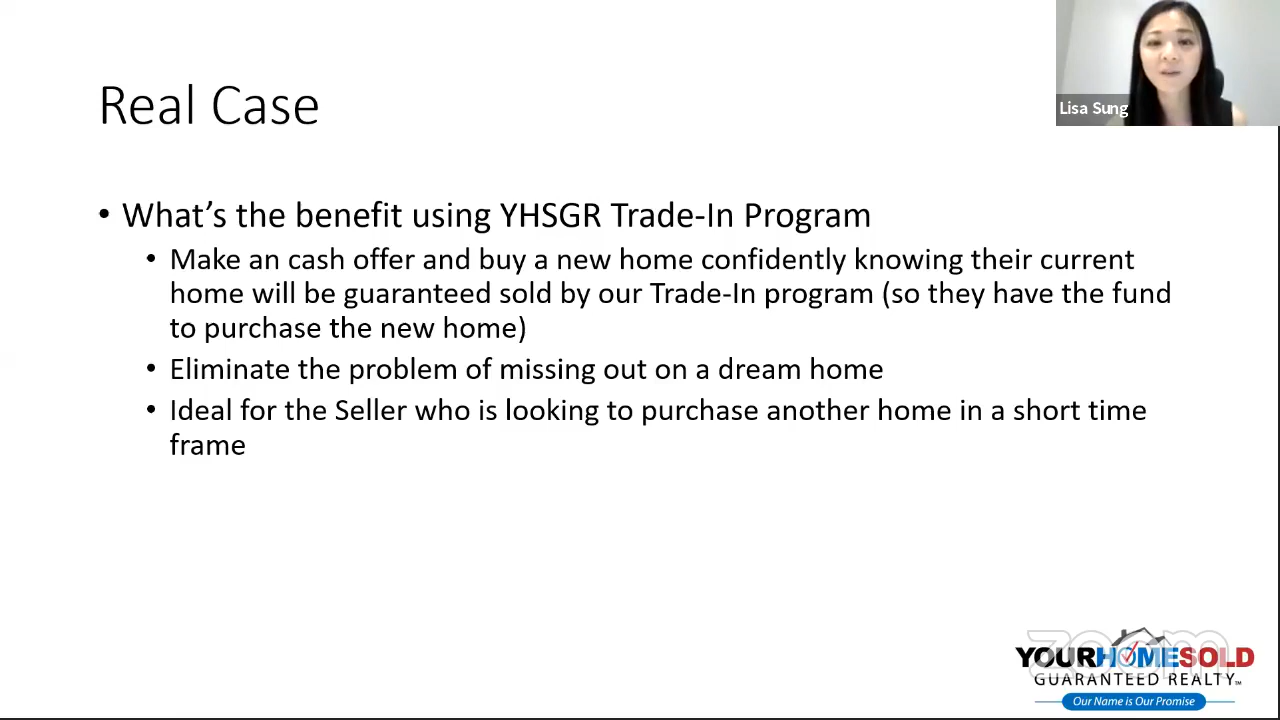 Lisa Sung
Real Case
• What's the benefit using YHSGR Trade-In Program
• Make an cash offer and buy a new home confidently knowing their current
home will be guaranteed sold by our Trade-In program (so they have the fund
to purchase the new home)
• Eliminate the problem of missing out on a dream home
• Ideal for the Seller who is looking to purchase another home in a short time
frame
zoom
YOURHOMESOLD
GUARANTEED REALTY™
Our Name is Our Promise